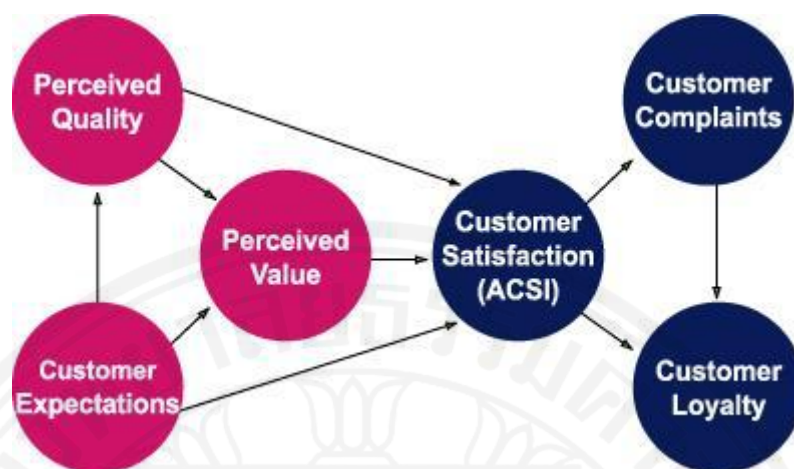 Perceived
Quality
Customer
Complaints
Perceived
Value
Customer
Satisfaction
(ACSI)
Customer
Expectations
Customer
Loyalty